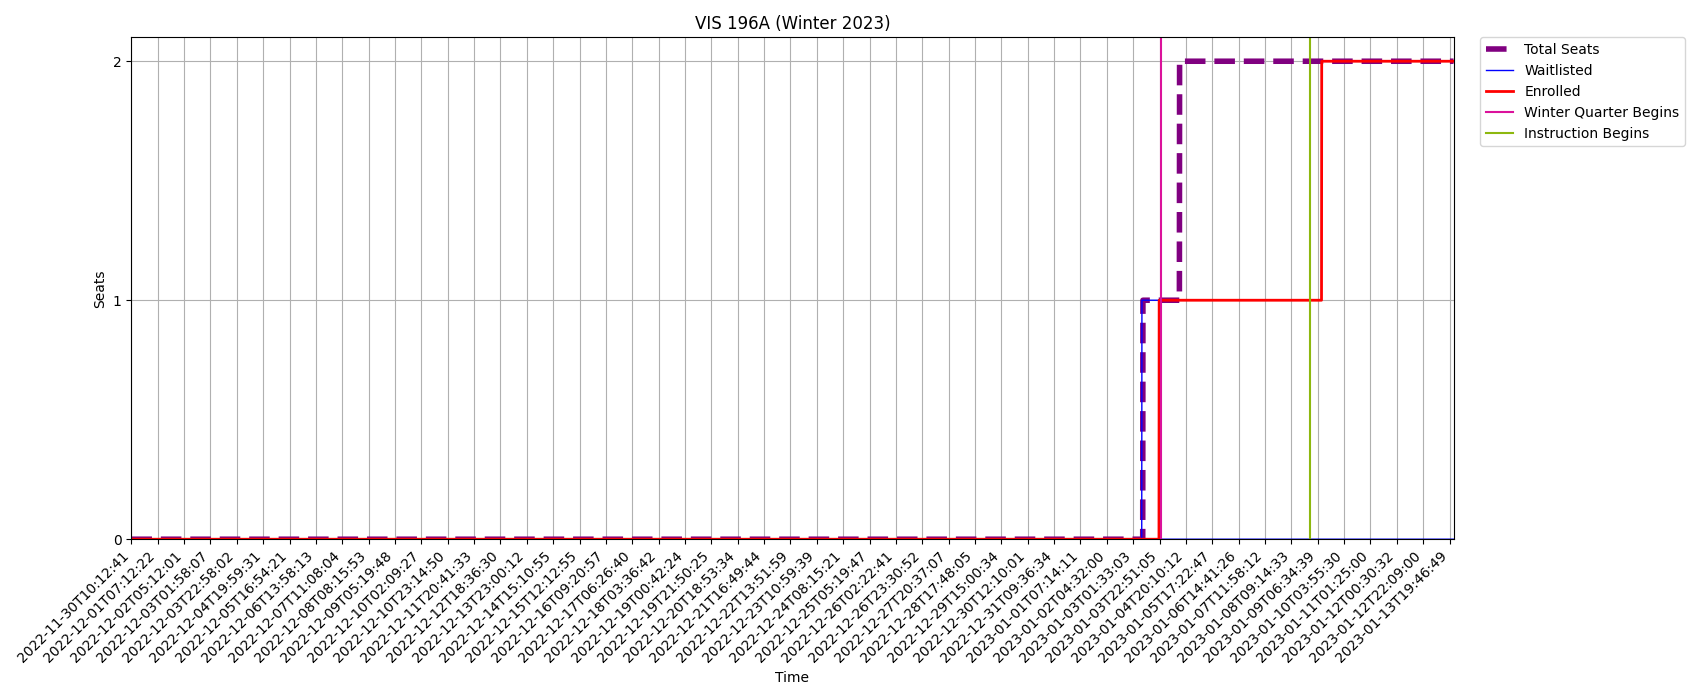 VIS 196A (Winter 2023)
Total Seats
Waitlisted
Enrolled
Winter Quarter Begins
Instruction Begins
Seats
2
1
0
2022-11-30T10:12:41
2022-12-01T07:12:22
2022-12-02T05:12:01
2022-12-03T01:58:07
2022-12-03T22:58:02
2022-12-04T19:59:31
2022-12-05T16:54:21
2022-12-06T13:58:13
2022-12-07T11:08:04
2022-12-08T08:15:53
2022-12-09T05:19:48
2022-12-10T02:09:27
2022-12-10T23:14:50
2022-12-11T20:41:33
2022-12-12T18:36:30
2022-12-13T23:00:12
2022-12-14T15:10:55
2022-12-15T12:12:55
2022-12-16T09:20:57
2022-12-17T06:26:40
2022-12-18T03:36:42
2022-12-19T00:42:24
2022-12-19T21:50:25
2022-12-20T18:53:34
2022-12-21T16:49:44
2022-12-22T13:51:59
2022-12-23T10:59:39
2022-12-24T08:15:21
2022-12-25T05:19:47
2022-12-26T02:22:41
2022-12-26T23:30:52
2022-12-27T20:37:07
2022-12-28T17:48:05
2022-12-29T15:00:34
2022-12-30T12:10:01
2022-12-31T09:36:34
2023-01-01T07:14:11
2023-01-02T04:32:00
2023-01-03T01:33:03
2023-01-03T22:51:05
2023-01-04T20:10:12
2023-01-05T17:22:47
2023-01-06T14:41:26
2023-01-07T11:58:12
2023-01-08T09:14:33
2023-01-09T06:34:39
2023-01-10T03:55:30
2023-01-11T01:25:00
2023-01-12T00:30:32
2023-01-12T22:09:00
2023-01-13T19:46:49
Time